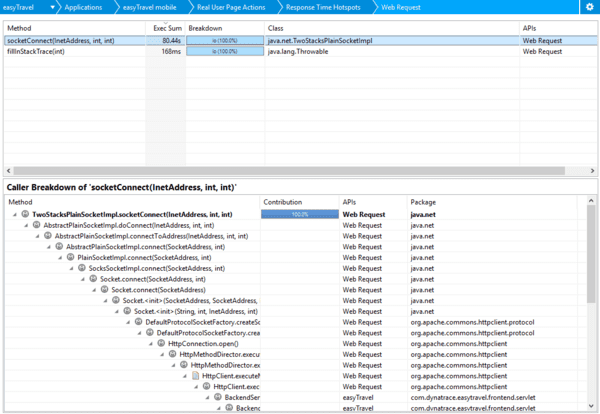 easyTravel Applications easyTravel mobile Real User Page Actions Response Time Hotspots Web Request
Method Exec Sum Breakdown Class APIs
socketConnect(InetAddress, int, int) 80.44s io (100.0%) java.net.TwoStacksPlainSocketImpl Web Request
fillInStackTrace(int) 168ms io (100.0%) java.lang.Throwable Web Request
Caller Breakdown of 'socketConnect(InetAddress, int, int)'
Method Contribution APIs Package
TwoStacksPlainSocketImpl.socketConnect(InetAddress, int, int) 100.0% Web Request java.net
AbstractPlainSocketImpl.doConnect(InetAddress, int, int) Web Request java.net
AbstractPlainSocketImpl.connectToAddress(InetAddress, int, int) Web Request java.net
AbstractPlainSocketImpl.connect(SocketAddress, int) Web Request java.net
PlainSocketImpl.connect(SocketAddress, int) Web Request java.net
SocksSocketImpl.connect(SocketAddress, int) Web Request java.net
Socket.connect(SocketAddress, int) Web Request java.net
Socket.connect(SocketAddress) Web Request java.net
Socket.<init>(SocketAddress, SocketAddress, Web Request java.net
Socket.<init>(String, int, InetAddress, int) Web Request java.net
DefaultProtocolSocketFactory.createSo Web Request org.apache.commons.httpclient.protocol
DefaultProtocolSocketFactory.crea Web Request org.apache.commons.httpclient.protocol
HttpConnection.open() Web Request org.apache.commons.httpclient
HttpMethodDirector.execu Web Request org.apache.commons.httpclient
HttpMethodDirector.exe Web Request org.apache.commons.httpclient
HttpClient.executeM Web Request org.apache.commons.httpclient
HttpClient.exec Web Request org.apache.commons.httpclient
BackendSer easyTravel com.dynatrace.easytravel.frontend.servlet
Backend easyTravel com.dynatrace.easytravel.frontend.servlet